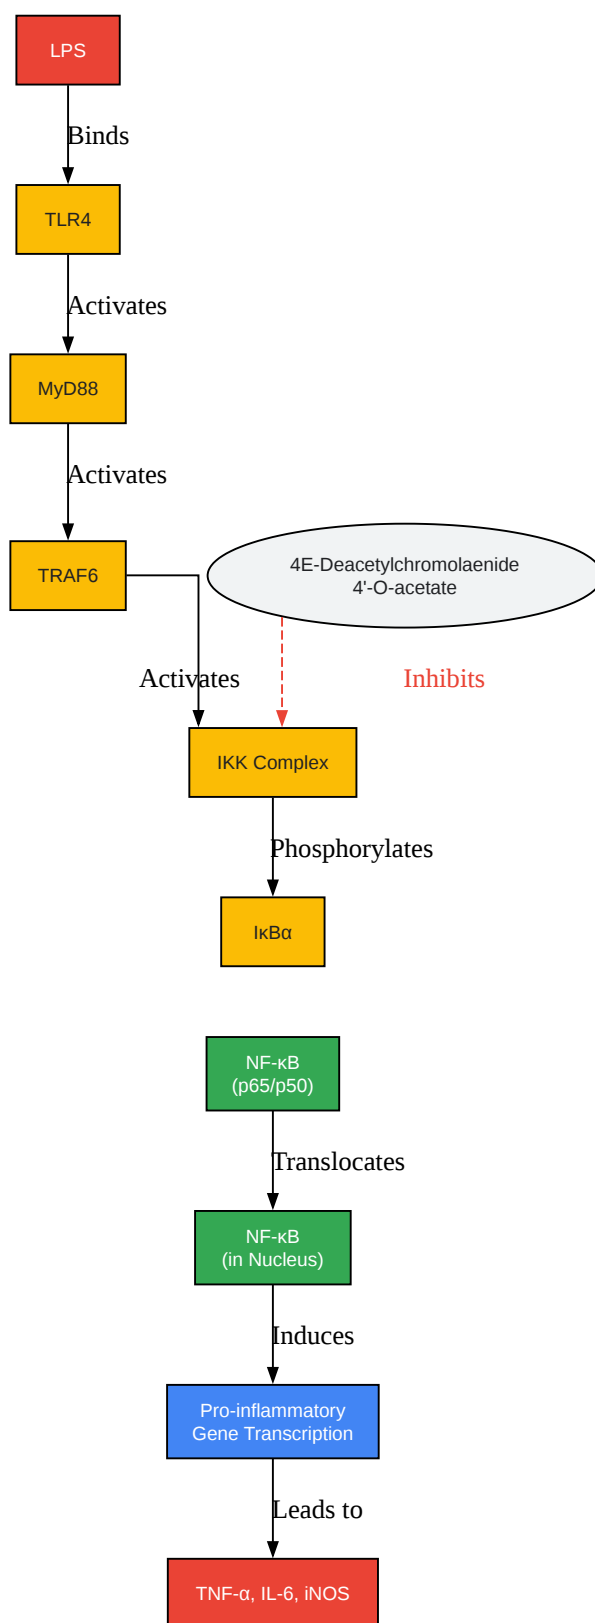 LPS
Binds
TLR4
Activates
MyD88
Activates
TRAF6
4E-Deacetylchromolaenide
4'-O-acetate
Activates
Inhibits
IKK Complex
Phosphorylates
IκBα
NF-κB
(p65/p50)
Translocates
NF-κB
(in Nucleus)
Induces
Pro-inflammatory
Gene Transcription
Leads to
TNF-α, IL-6, iNOS